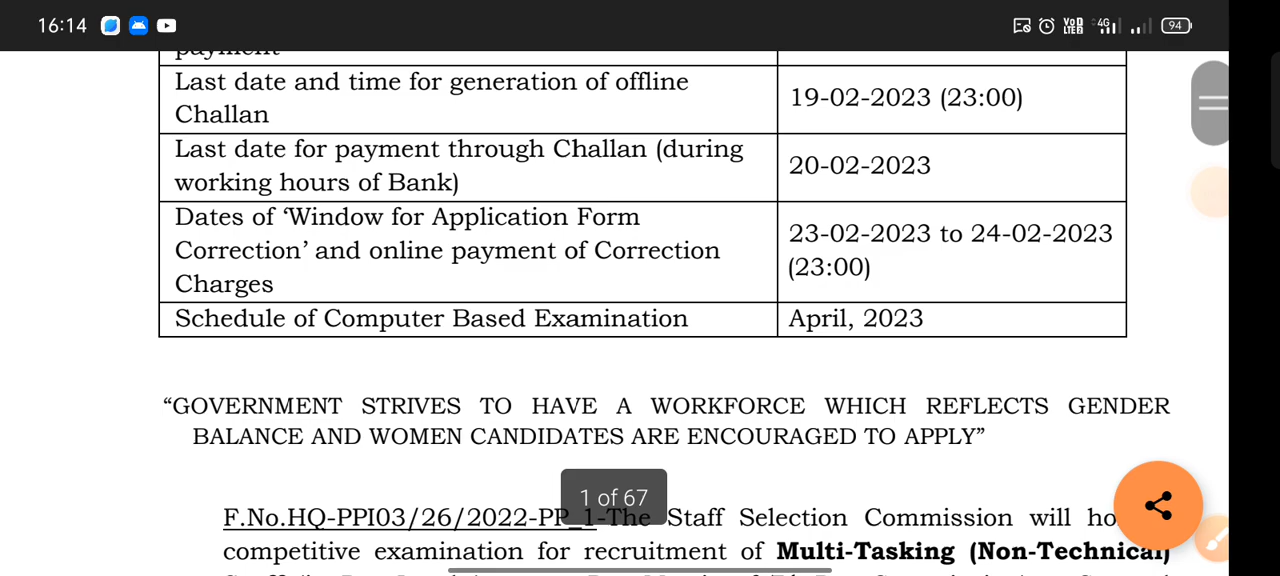 16:14
VoD LTE2 4G 94
payment
Last date and time for generation of offline
Challan
19-02-2023 (23:00)
Last date for payment through Challan (during
working hours of Bank)
20-02-2023
Dates of ‘Window for Application Form
Correction’ and online payment of Correction
Charges
23-02-2023 to 24-02-2023
(23:00)
Schedule of Computer Based Examination
April, 2023
“GOVERNMENT STRIVES TO HAVE A WORKFORCE WHICH REFLECTS GENDER
BALANCE AND WOMEN CANDIDATES ARE ENCOURAGED TO APPLY”
1 of 67
F.No.HQ-PPI03/26/2022-PP_1-The Staff Selection Commission will ho
competitive examination for recruitment of Multi-Tasking (Non-Technical)